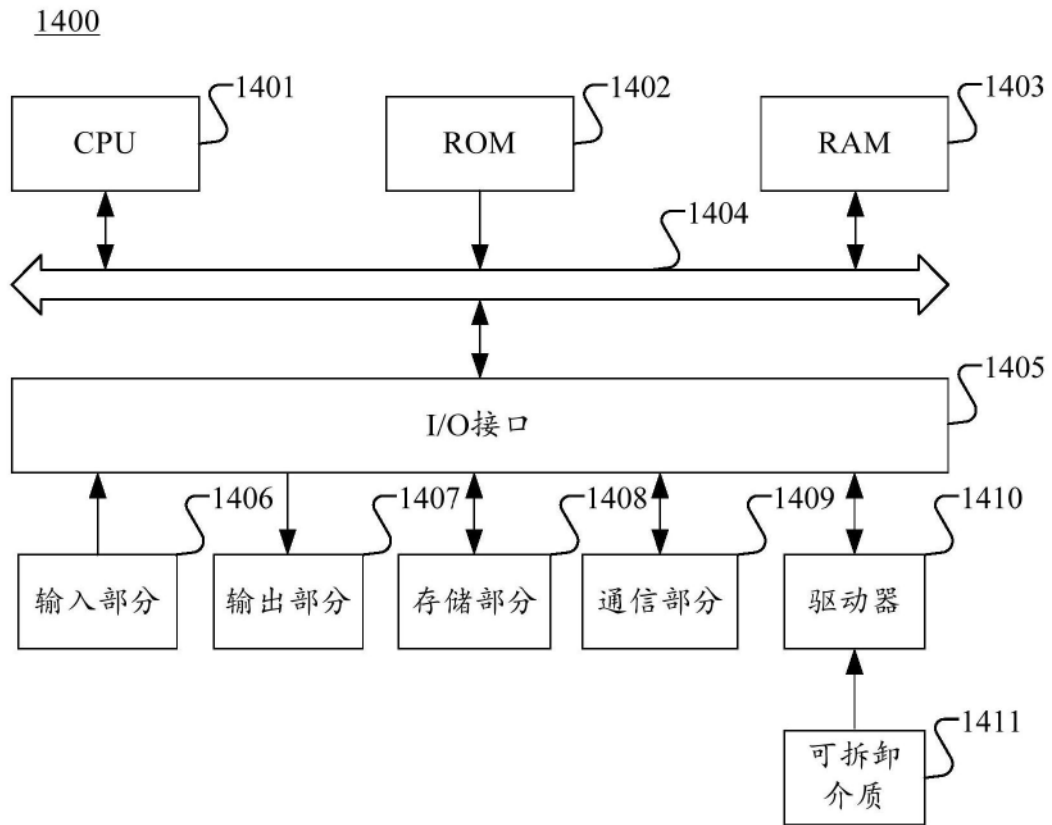 1400
1401
1402
1403
CPU
ROM
RAM
1404
1405
I/O接口
1406
1407
1408
1409
1410
输入部分
输出部分
存储部分
通信部分
驱动器
1411
可拆卸
介质